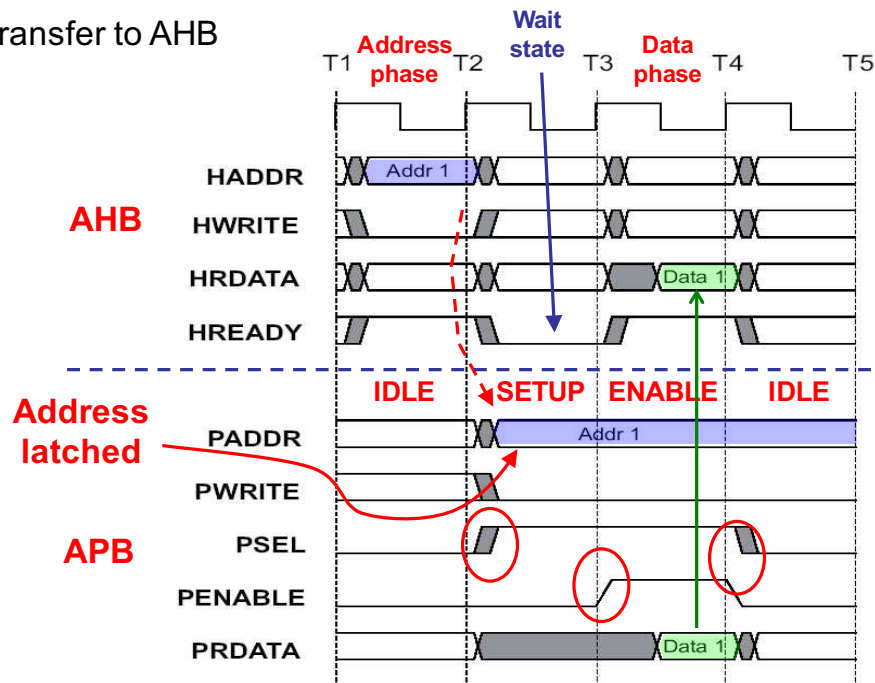 ransfer to AHB
Wait
state
Address
phase
Data
phase
T1 T2 T3 T4 T5
HADDR Addr 1
AHB
HWRITE
HRDATA Data 1
HREADY
IDLE SETUP ENABLE IDLE
Address
latched
PADDR Addr 1
PWRITE
APB
PSEL
PENABLE
PRDATA Data 1